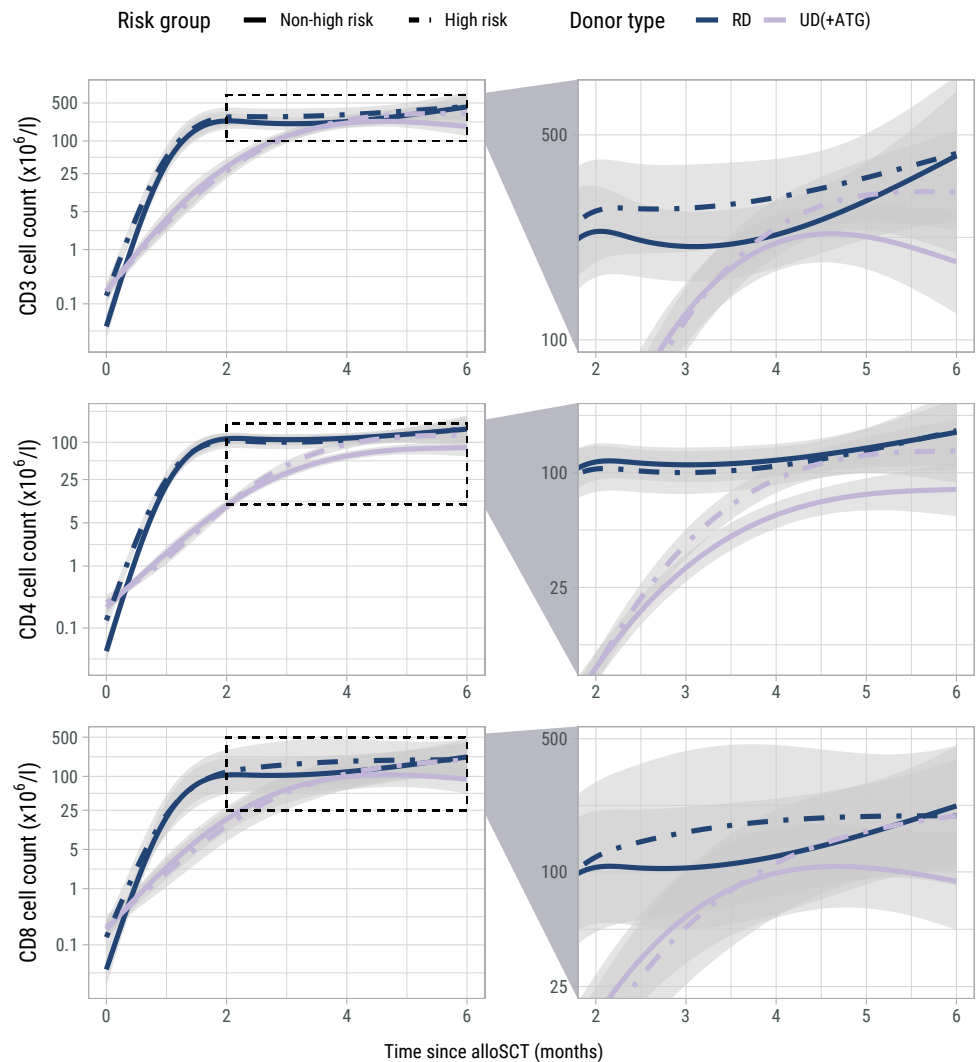 Risk group Non-high risk High risk Donor type RD UD(+ATG)
CD3 cell count (x10⁶/l)
500
100
25
5
1
0.1
0 2 4 6
500
100
2 3 4 5 6
CD4 cell count (x10⁶/l)
100
25
5
1
0.1
0 2 4 6
100
25
2 3 4 5 6
CD8 cell count (x10⁶/l)
500
100
25
5
1
0.1
0 2 4 6
500
100
25
2 3 4 5 6
Time since alloSCT (months)